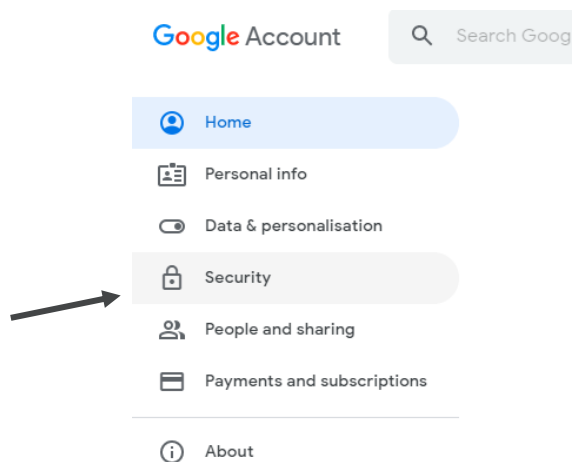 Google Account
Search Goog
Home
Personal info
Data & personalisation
Security
People and sharing
Payments and subscriptions
About